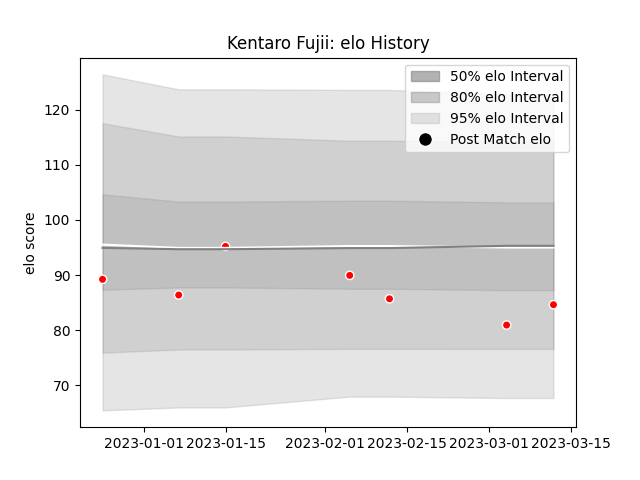 Kentaro Fujii: elo History
50% elo Interval
80% elo Interval
95% elo Interval
Post Match elo
elo score
120
110
100
90
80
70
2023-01-01
2023-01-15
2023-02-01
2023-02-15
2023-03-01
2023-03-15